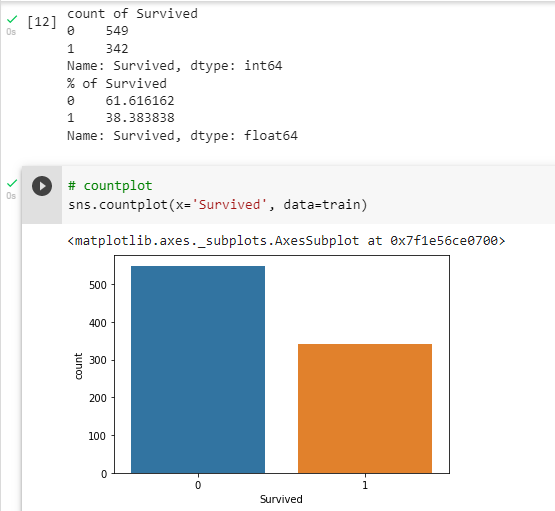 [12] count of Survived
0s
0    549
1    342
Name: Survived, dtype: int64
% of Survived
0    61.616162
1    38.383838
Name: Survived, dtype: float64
0s
# countplot
sns.countplot(x='Survived', data=train)
<matplotlib.axes._subplots.AxesSubplot at 0x7f1e56ce0700>
500
400
300
200
100
0
count
0 1
Survived